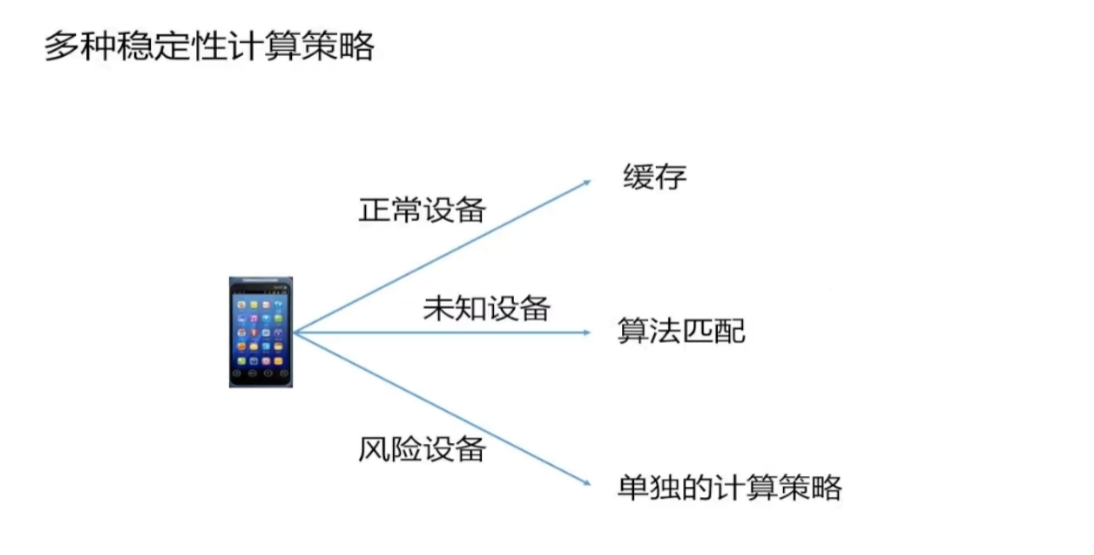 多种稳定性计算策略
缓存
正常设备
未知设备
算法匹配
风险设备
单独的计算策略